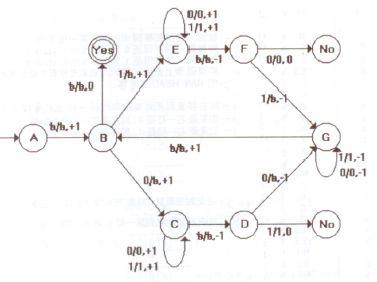 0/0,+1
1/1,+1
Yes
E
ƀ/ƀ,-1
F
0/0,0
No
ƀ/ƀ,0
1/ƀ,+1
1/ƀ,-1
A
ƀ/ƀ,+1
B
ƀ/ƀ,+1
G
1/1,-1
0/0,-1
0/ƀ,+1
0/ƀ,-1
C
ƀ/ƀ,-1
D
1/1,0
No
0/0,+1
1/1,+1